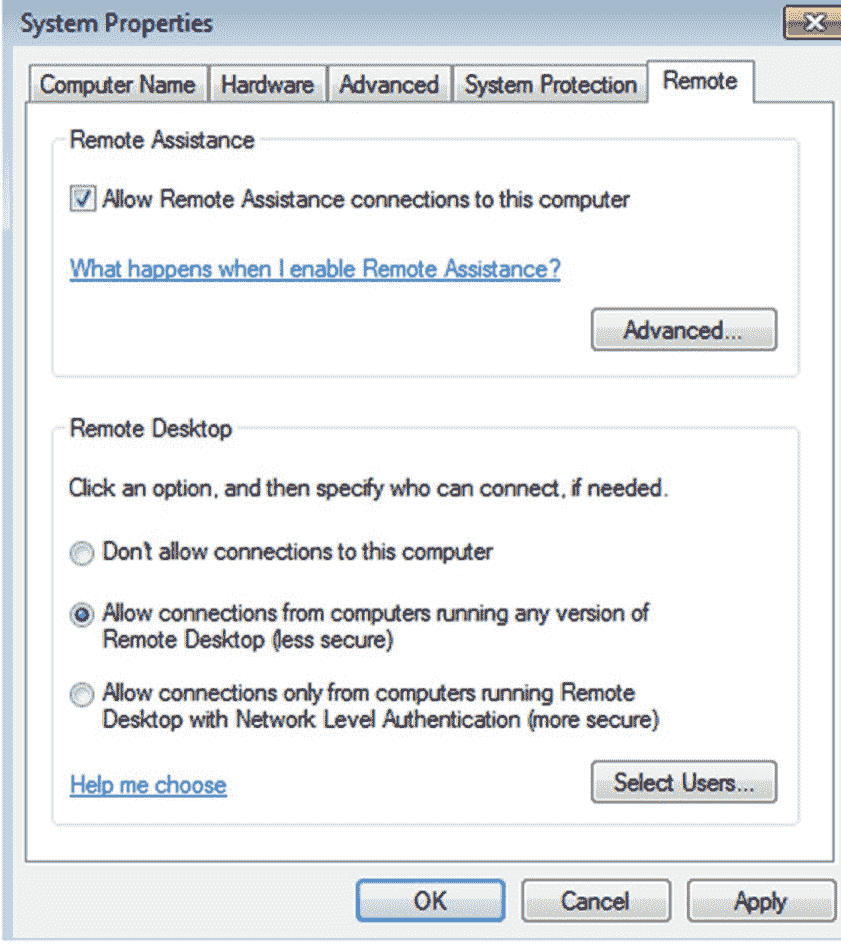 System Properties
Computer Name Hardware Advanced System Protection Remote
Remote Assistance
Allow Remote Assistance connections to this computer
What happens when I enable Remote Assistance?
Advanced...
Remote Desktop
Click an option, and then specify who can connect, if needed.
Don't allow connections to this computer
Allow connections from computers running any version of
Remote Desktop (less secure)
Allow connections only from computers running Remote
Desktop with Network Level Authentication (more secure)
Help me choose
Select Users...
OK Cancel Apply